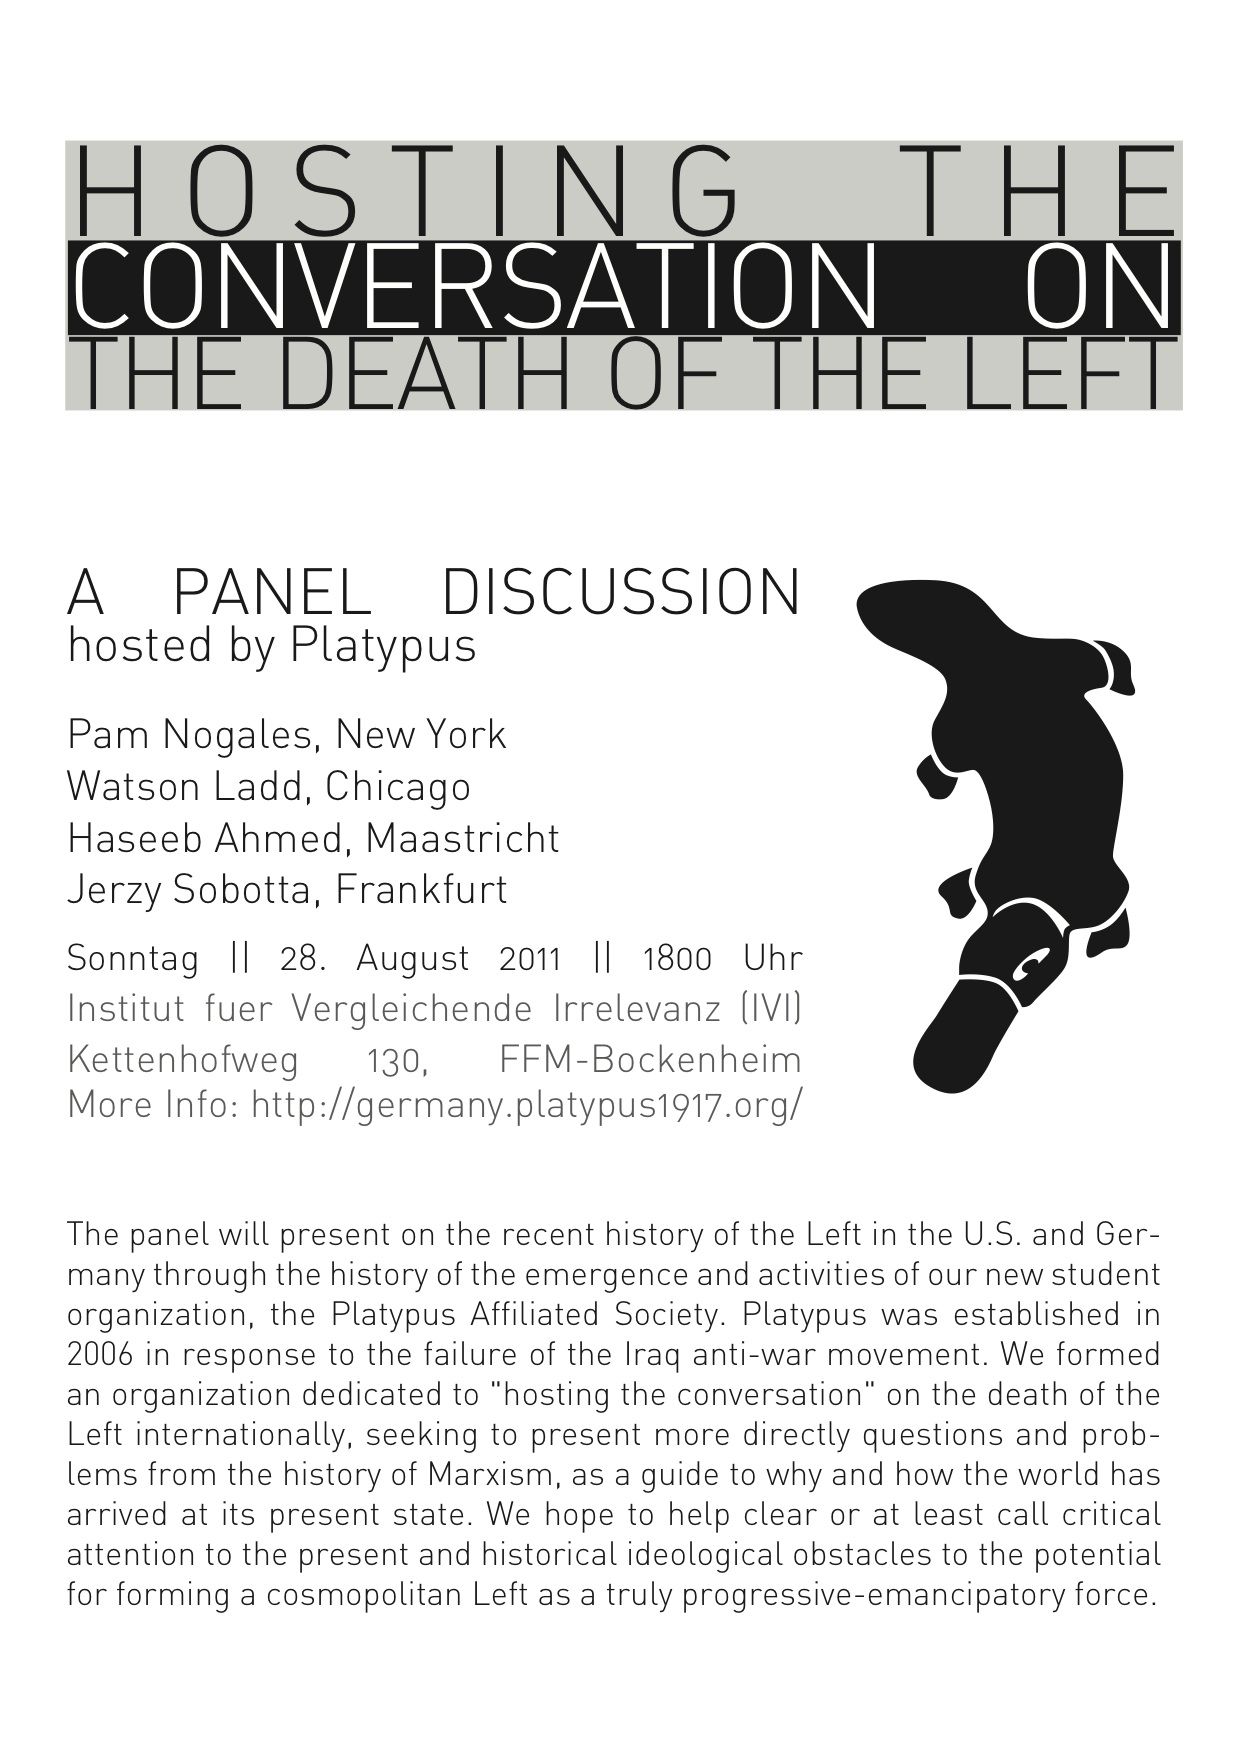 HOSTING THE
CONVERSATION ON
THE DEATH OF THE LEFT
A PANEL DISCUSSION
hosted by Platypus
Pam Nogales, New York
Watson Ladd, Chicago
Haseeb Ahmed, Maastricht
Jerzy Sobotta, Frankfurt
Sonntag || 28. August 2011 || 1800 Uhr
Institut fuer Vergleichende Irrelevanz (IVI)
Kettenhofweg 130, FFM-Bockenheim
More Info: http://germany.platypus1917.org/
The panel will present on the recent history of the Left in the U.S. and Ger-
many through the history of the emergence and activities of our new student
organization, the Platypus Affiliated Society. Platypus was established in
2006 in response to the failure of the Iraq anti-war movement. We formed
an organization dedicated to "hosting the conversation" on the death of the
Left internationally, seeking to present more directly questions and prob-
lems from the history of Marxism, as a guide to why and how the world has
arrived at its present state. We hope to help clear or at least call critical
attention to the present and historical ideological obstacles to the potential
for forming a cosmopolitan Left as a truly progressive-emancipatory force.